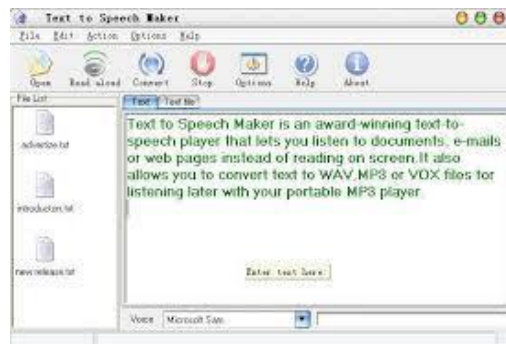 Text to Speech Maker
File Edit Action Options Help
Open Read aloud Convert Stop Options Help About
File List
Text Text file
advertize.txt
introduction.txt
new release.txt
Text to Speech Maker is an award-winning text-to-
speech player that lets you listen to documents, e-mails
or web pages instead of reading on screen.It also
allows you to convert text to WAV,MP3 or VOX files for
listening later with your portable MP3 player.
Enter text here!
Voice Microsoft Sam